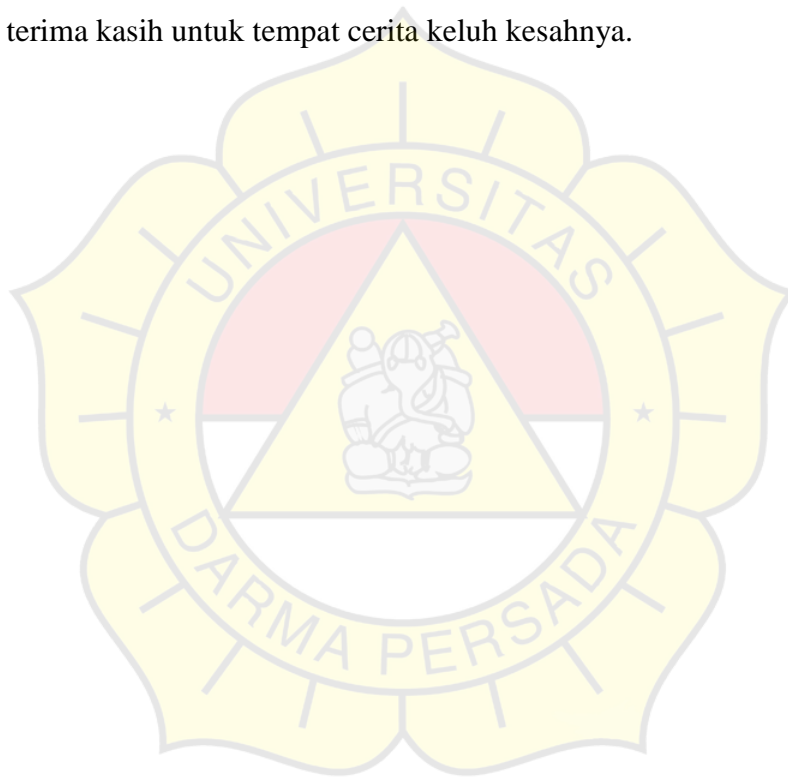 terima kasih untuk tempat cerita keluh kesahnya.
UNIVERSITAS
DARMA PERSADA